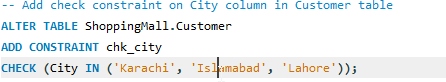 -- Add check constraint on City column in Customer table
ALTER TABLE ShoppingMall.Customer
ADD CONSTRAINT chk_city
CHECK (City IN ('Karachi', 'Islamabad', 'Lahore'));